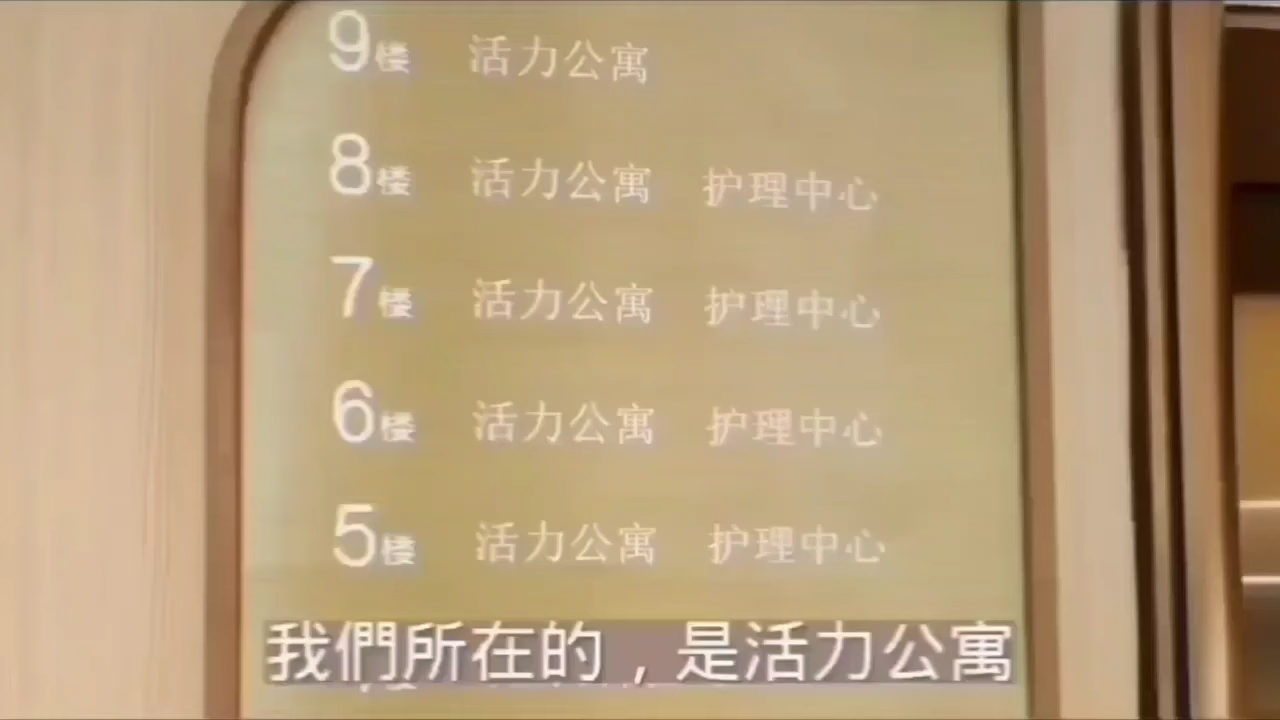 9楼 活力公寓
8楼 活力公寓 护理中心
7楼 活力公寓 护理中心
6楼 活力公寓 护理中心
5楼 活力公寓 护理中心
我們所在的，是活力公寓